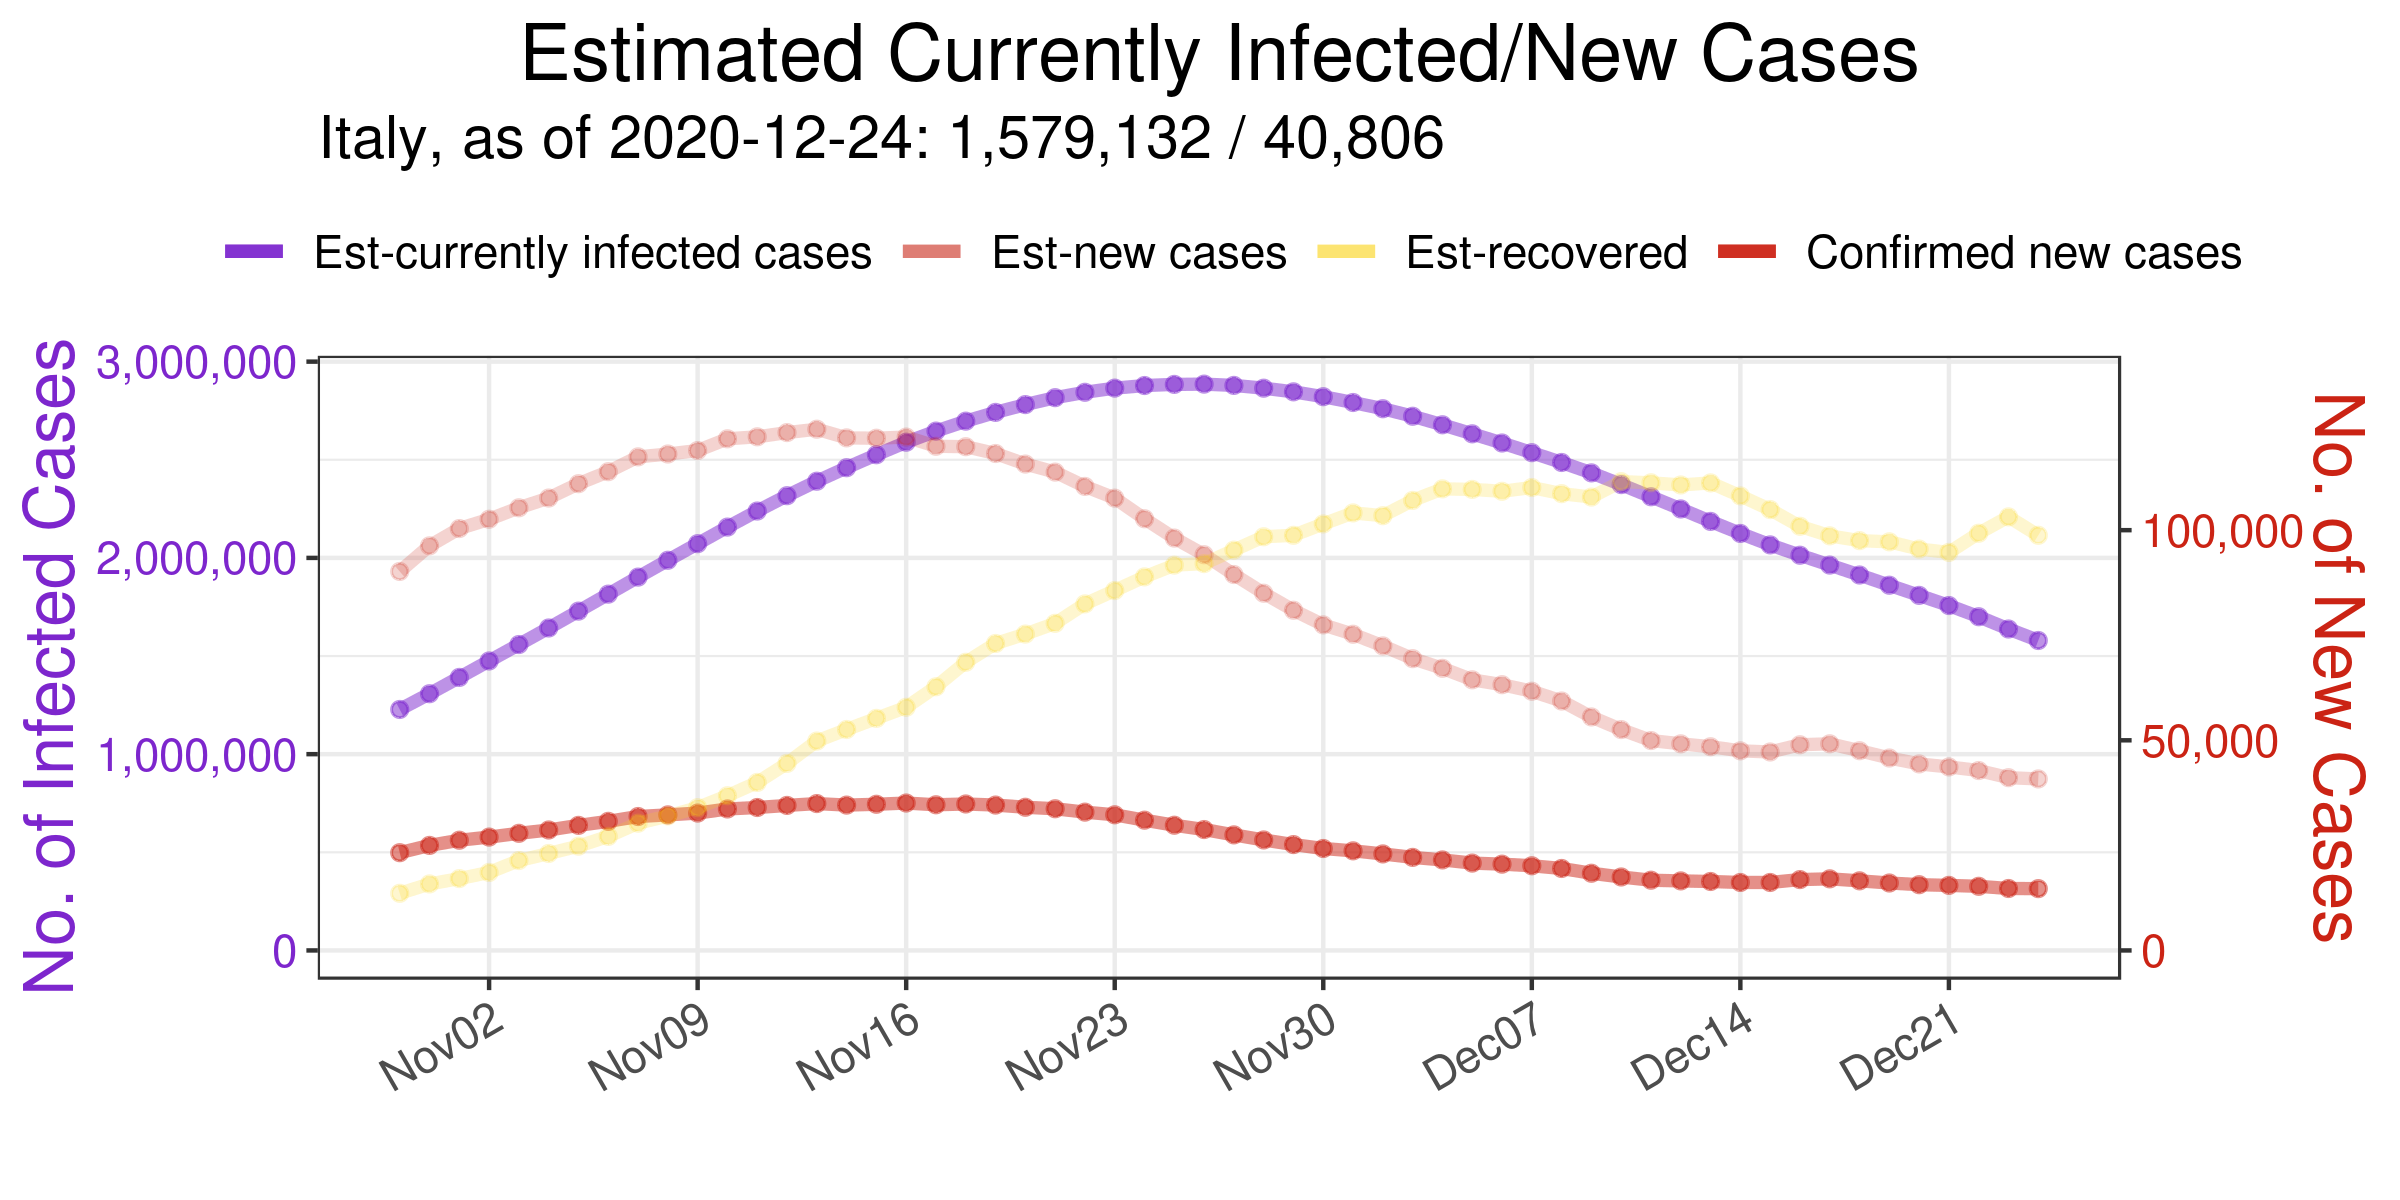 Estimated Currently Infected/New Cases
Italy, as of 2020-12-24: 1,579,132 / 40,806
Est-currently infected cases Est-new cases Est-recovered Confirmed new cases
No. of Infected Cases
3,000,000
2,000,000
1,000,000
0
100,000
50,000
0
No. of New Cases
Nov02 Nov09 Nov16 Nov23 Nov30 Dec07 Dec14 Dec21